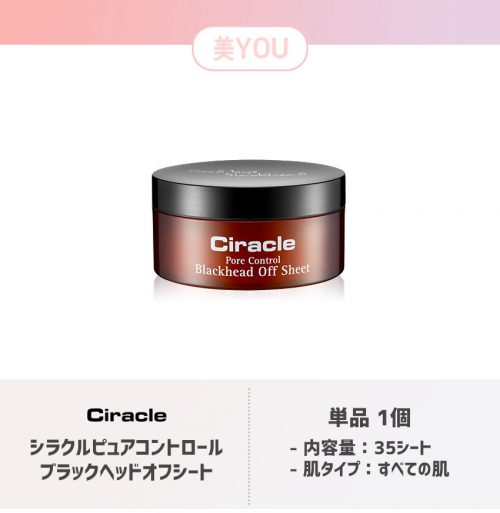 美YOU
Ciracle
Pore Control
Blackhead Off Sheet
Ciracle
シラクルピュアコントロール
ブラックヘッドオフシート
単品 1個
- 内容量：35シート
- 肌タイプ：すべての肌